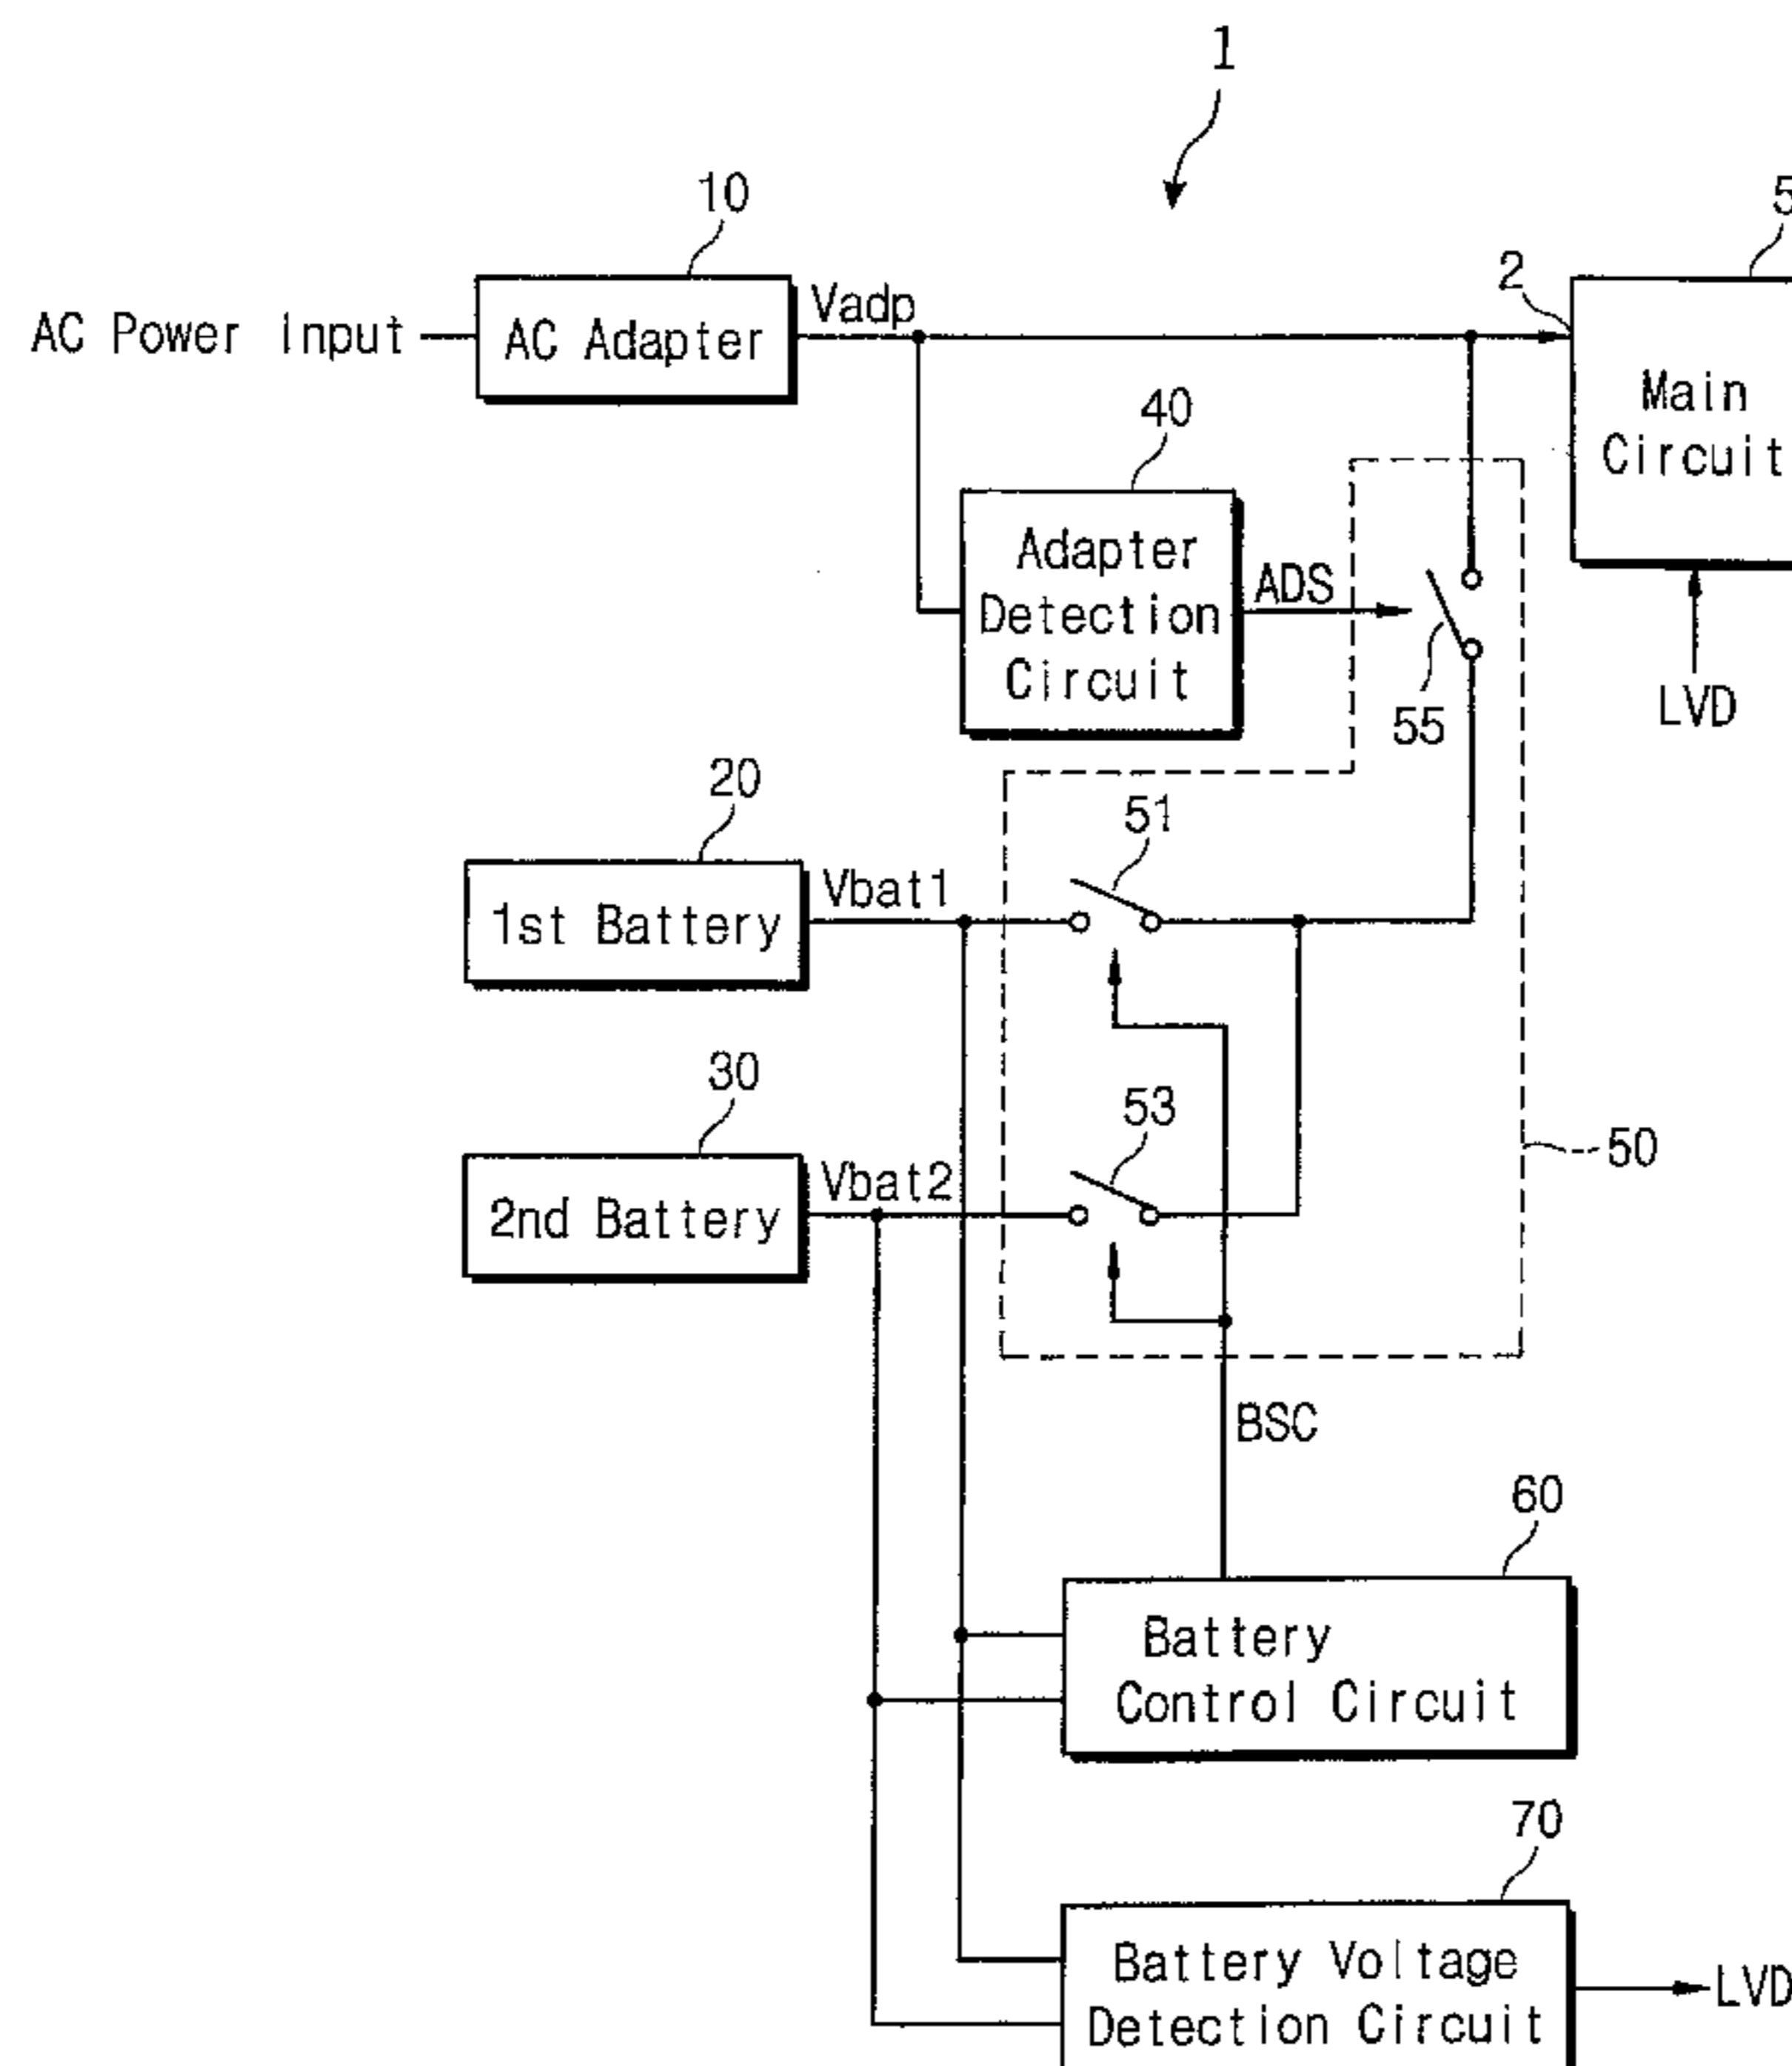 1
10
5
2
AC Power Input
AC Adapter
Vadp
Main
Circuit
40
Adapter
Detection
Circuit
ADS
55
LVD
20
51
1st Battery
Vbat1
30
53
2nd Battery
Vbat2
50
BSC
60
Battery
Control Circuit
70
Battery Voltage
Detection Circuit
LVD